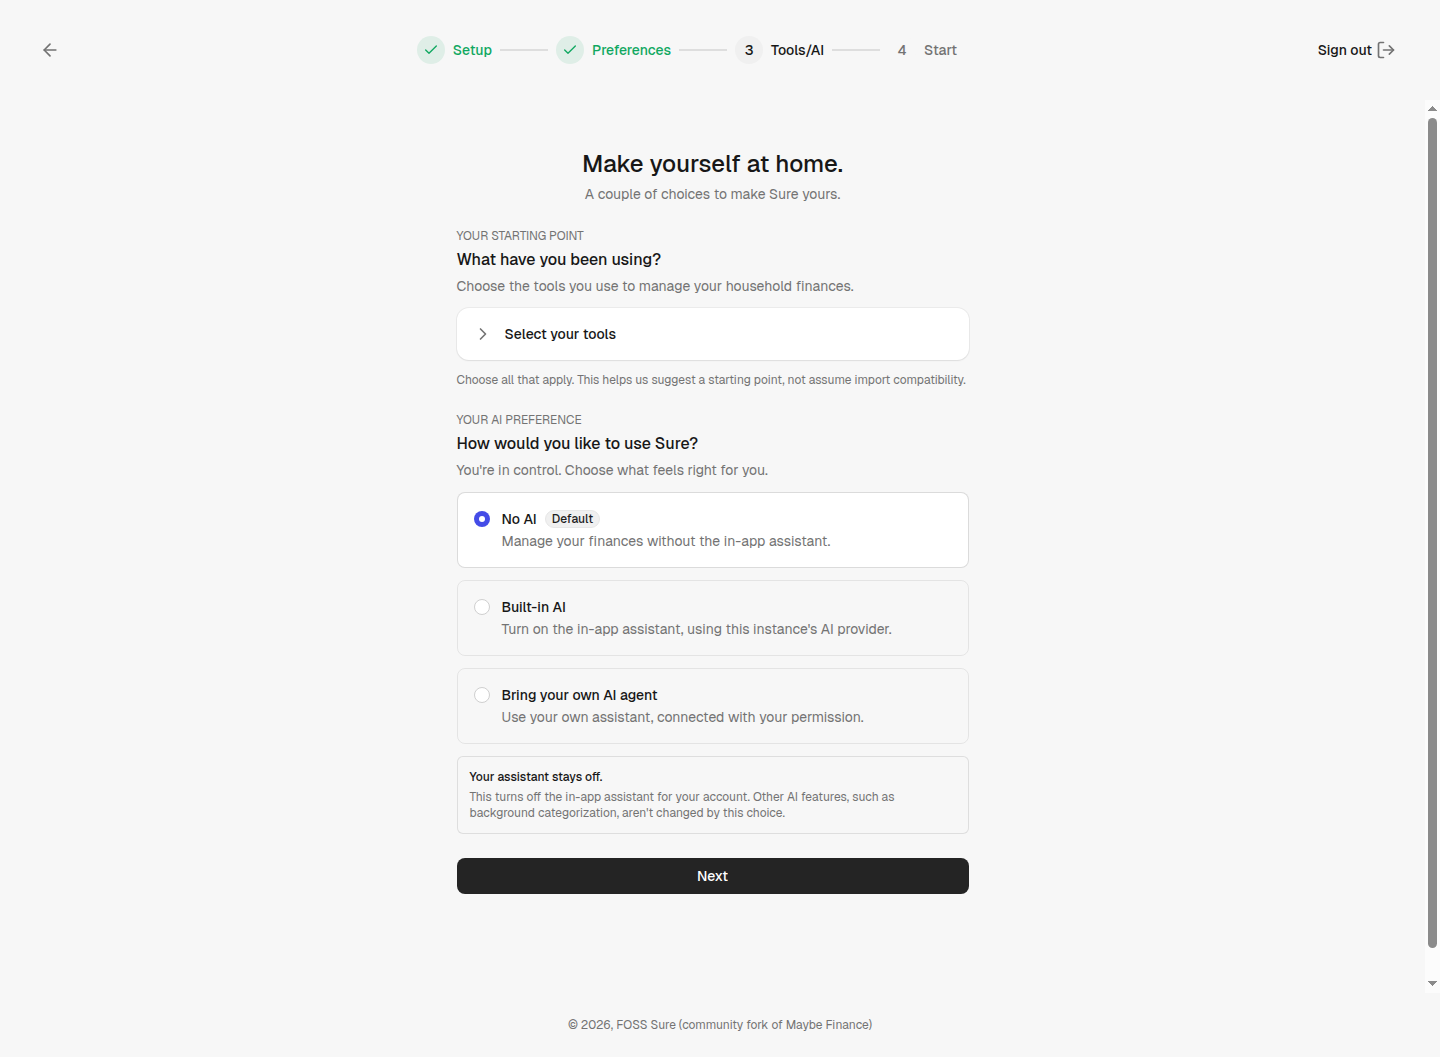 Setup
Preferences
3 Tools/AI
4 Start
Sign out
Make yourself at home.
A couple of choices to make Sure yours.
YOUR STARTING POINT
What have you been using?
Choose the tools you use to manage your household finances.
Select your tools
Choose all that apply. This helps us suggest a starting point, not assume import compatibility.
YOUR AI PREFERENCE
How would you like to use Sure?
You're in control. Choose what feels right for you.
No AI Default
Manage your finances without the in-app assistant.
Built-in AI
Turn on the in-app assistant, using this instance's AI provider.
Bring your own AI agent
Use your own assistant, connected with your permission.
Your assistant stays off.
This turns off the in-app assistant for your account. Other AI features, such as
background categorization, aren't changed by this choice.
Next
© 2026, FOSS Sure (community fork of Maybe Finance)